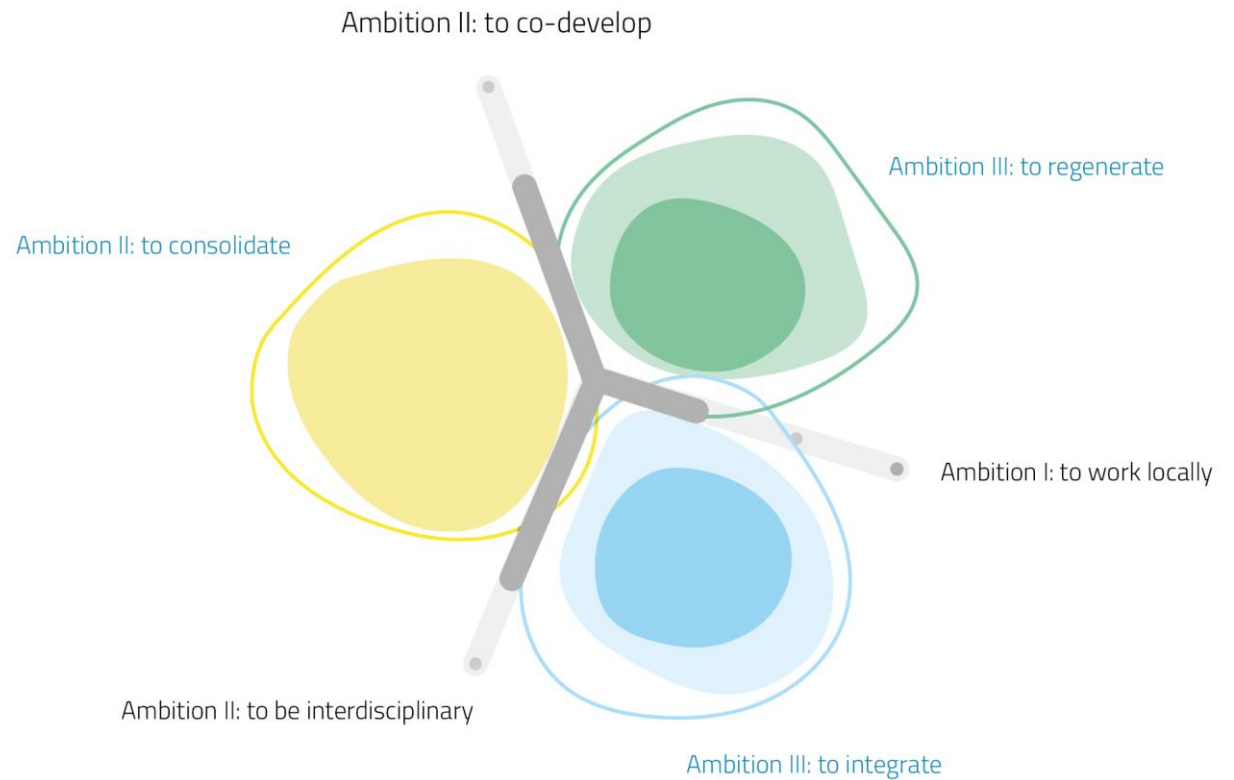 Ambition II: to co-develop
Ambition III: to regenerate
Ambition II: to consolidate
Ambition I: to work locally
Ambition II: to be interdisciplinary
Ambition III: to integrate